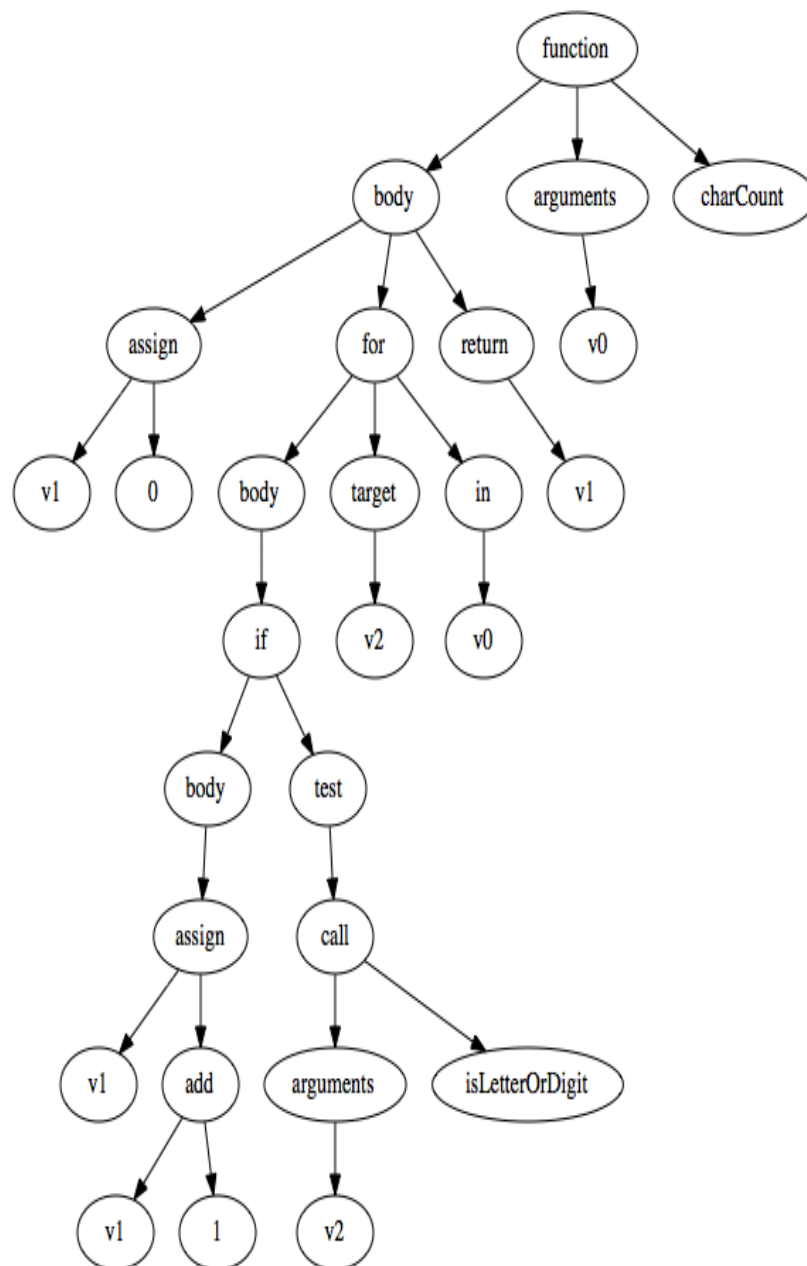 function
body
arguments
charCount
assign
for
return
v0
v1
0
body
target
in
v1
if
v2
v0
body
test
assign
call
v1
add
arguments
isLetterOrDigit
v1
1
v2